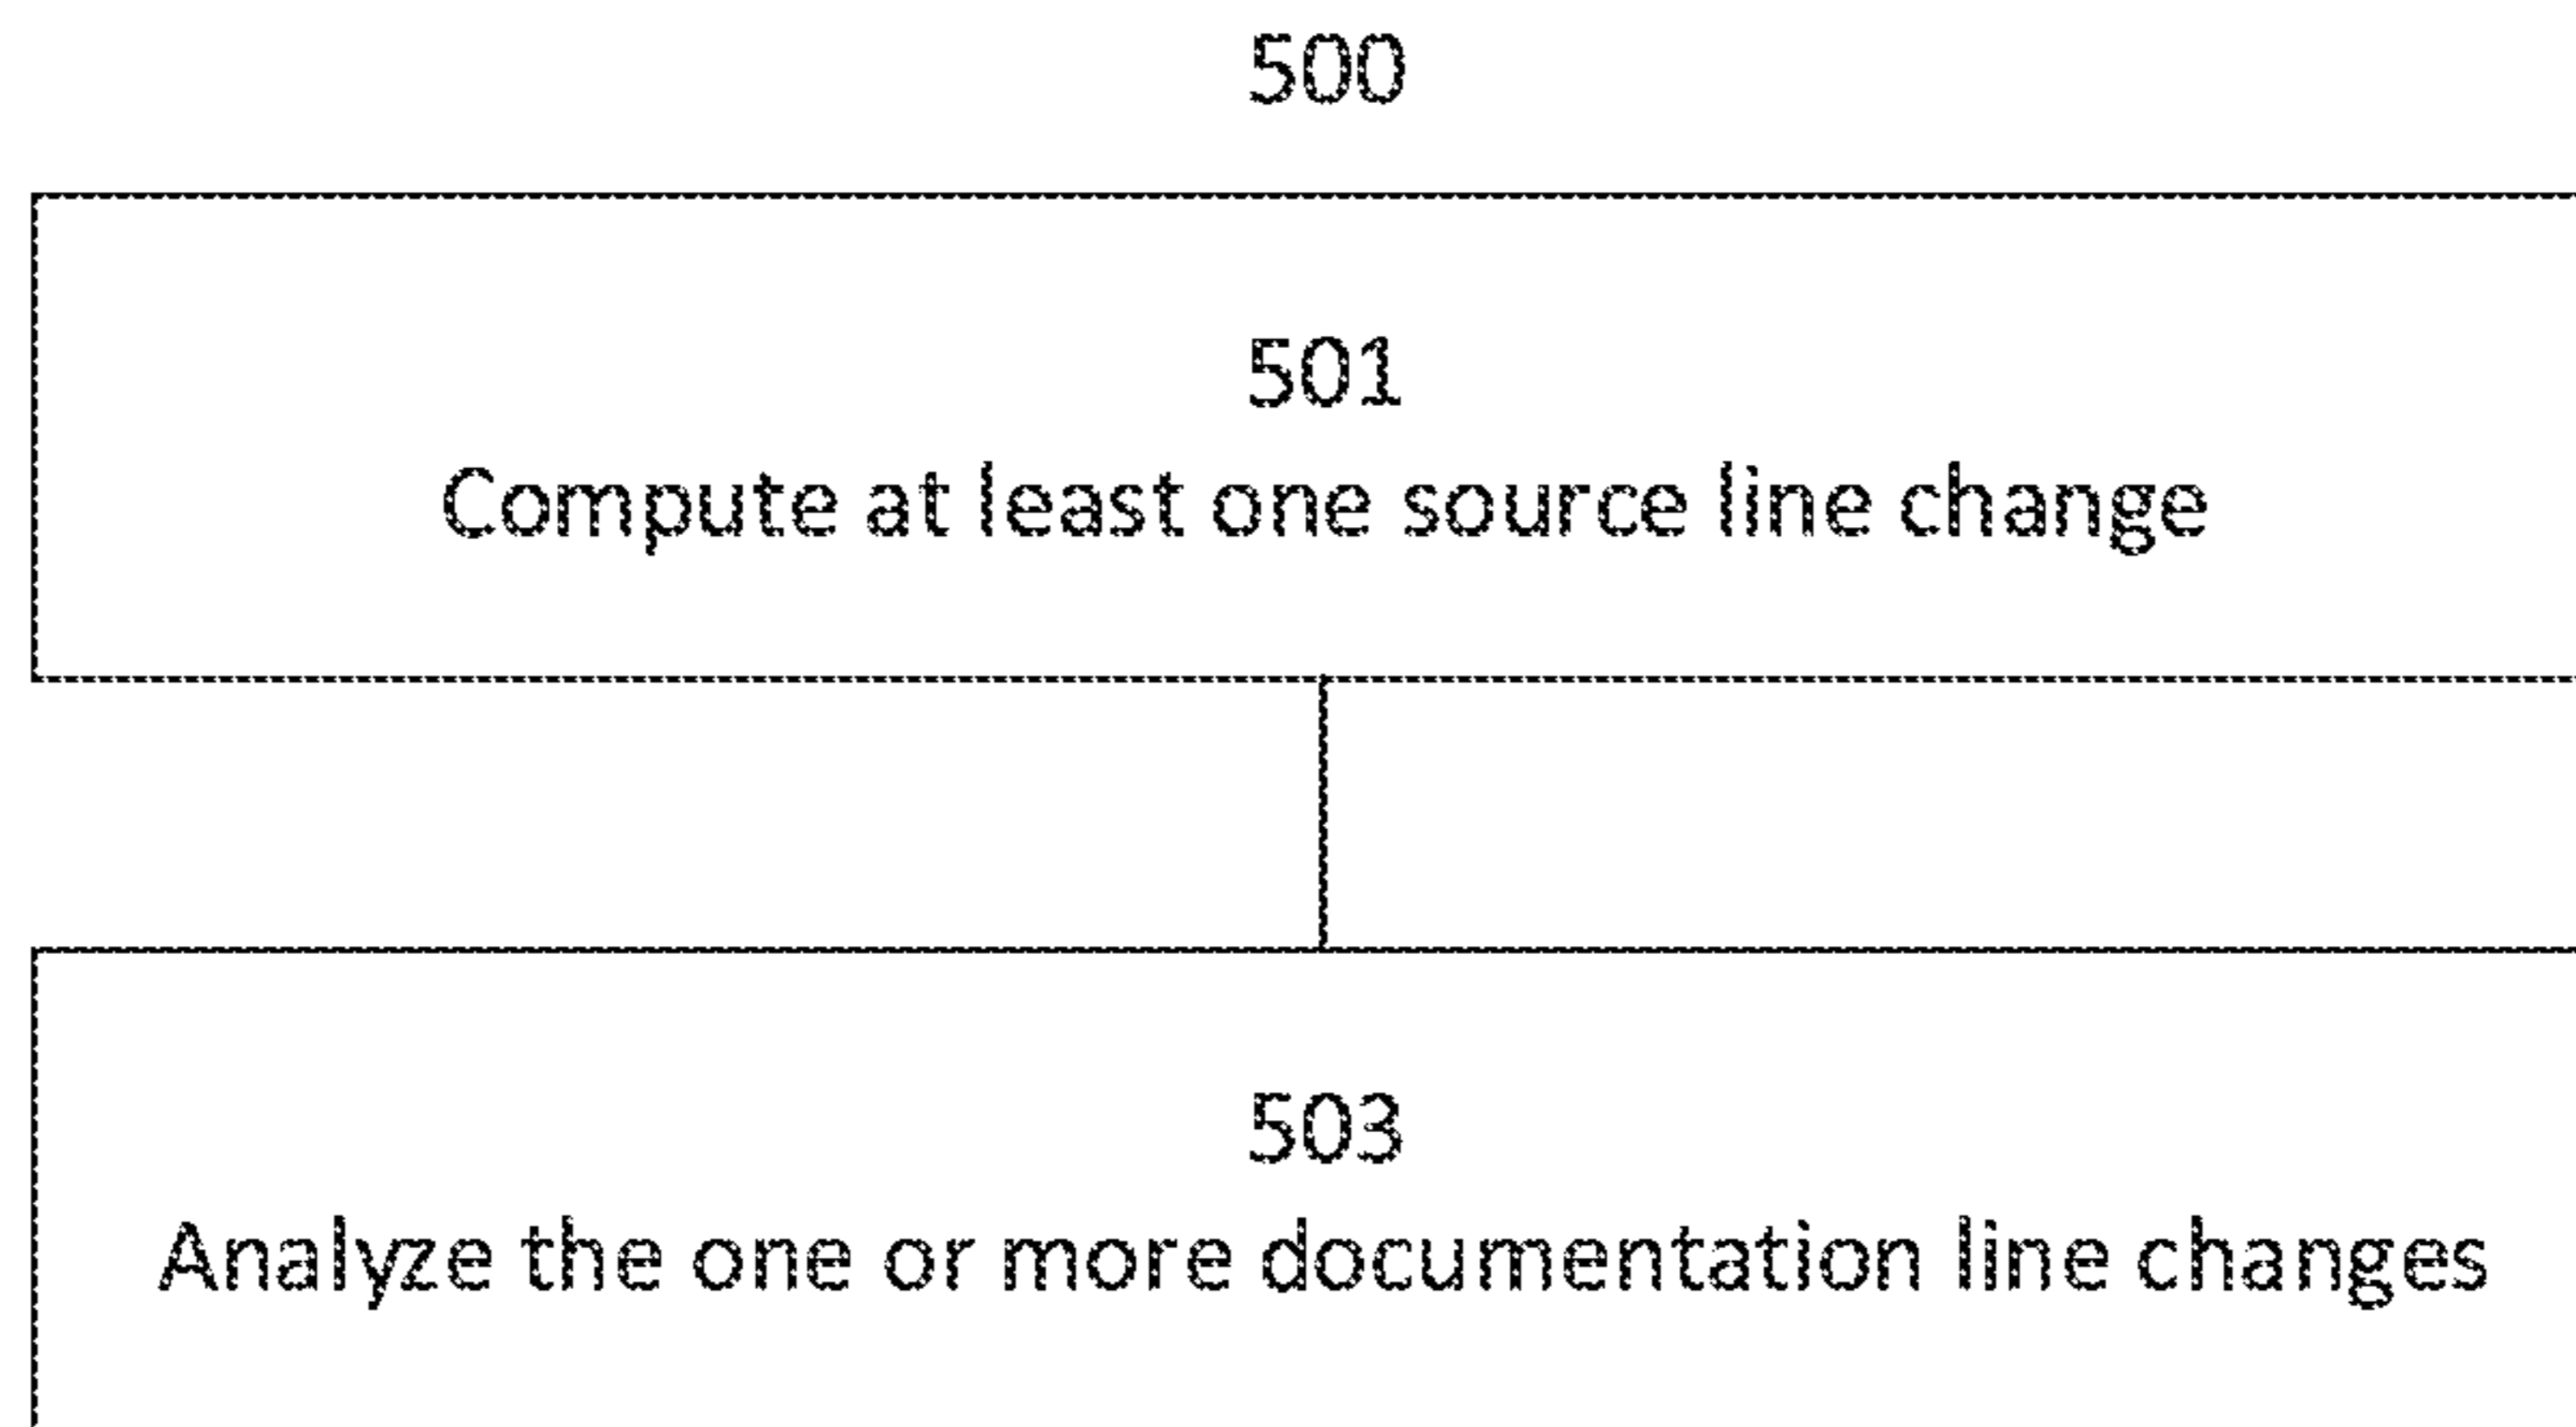 500
501
Compute at least one source line change
503
Analyze the one or more documentation line changes